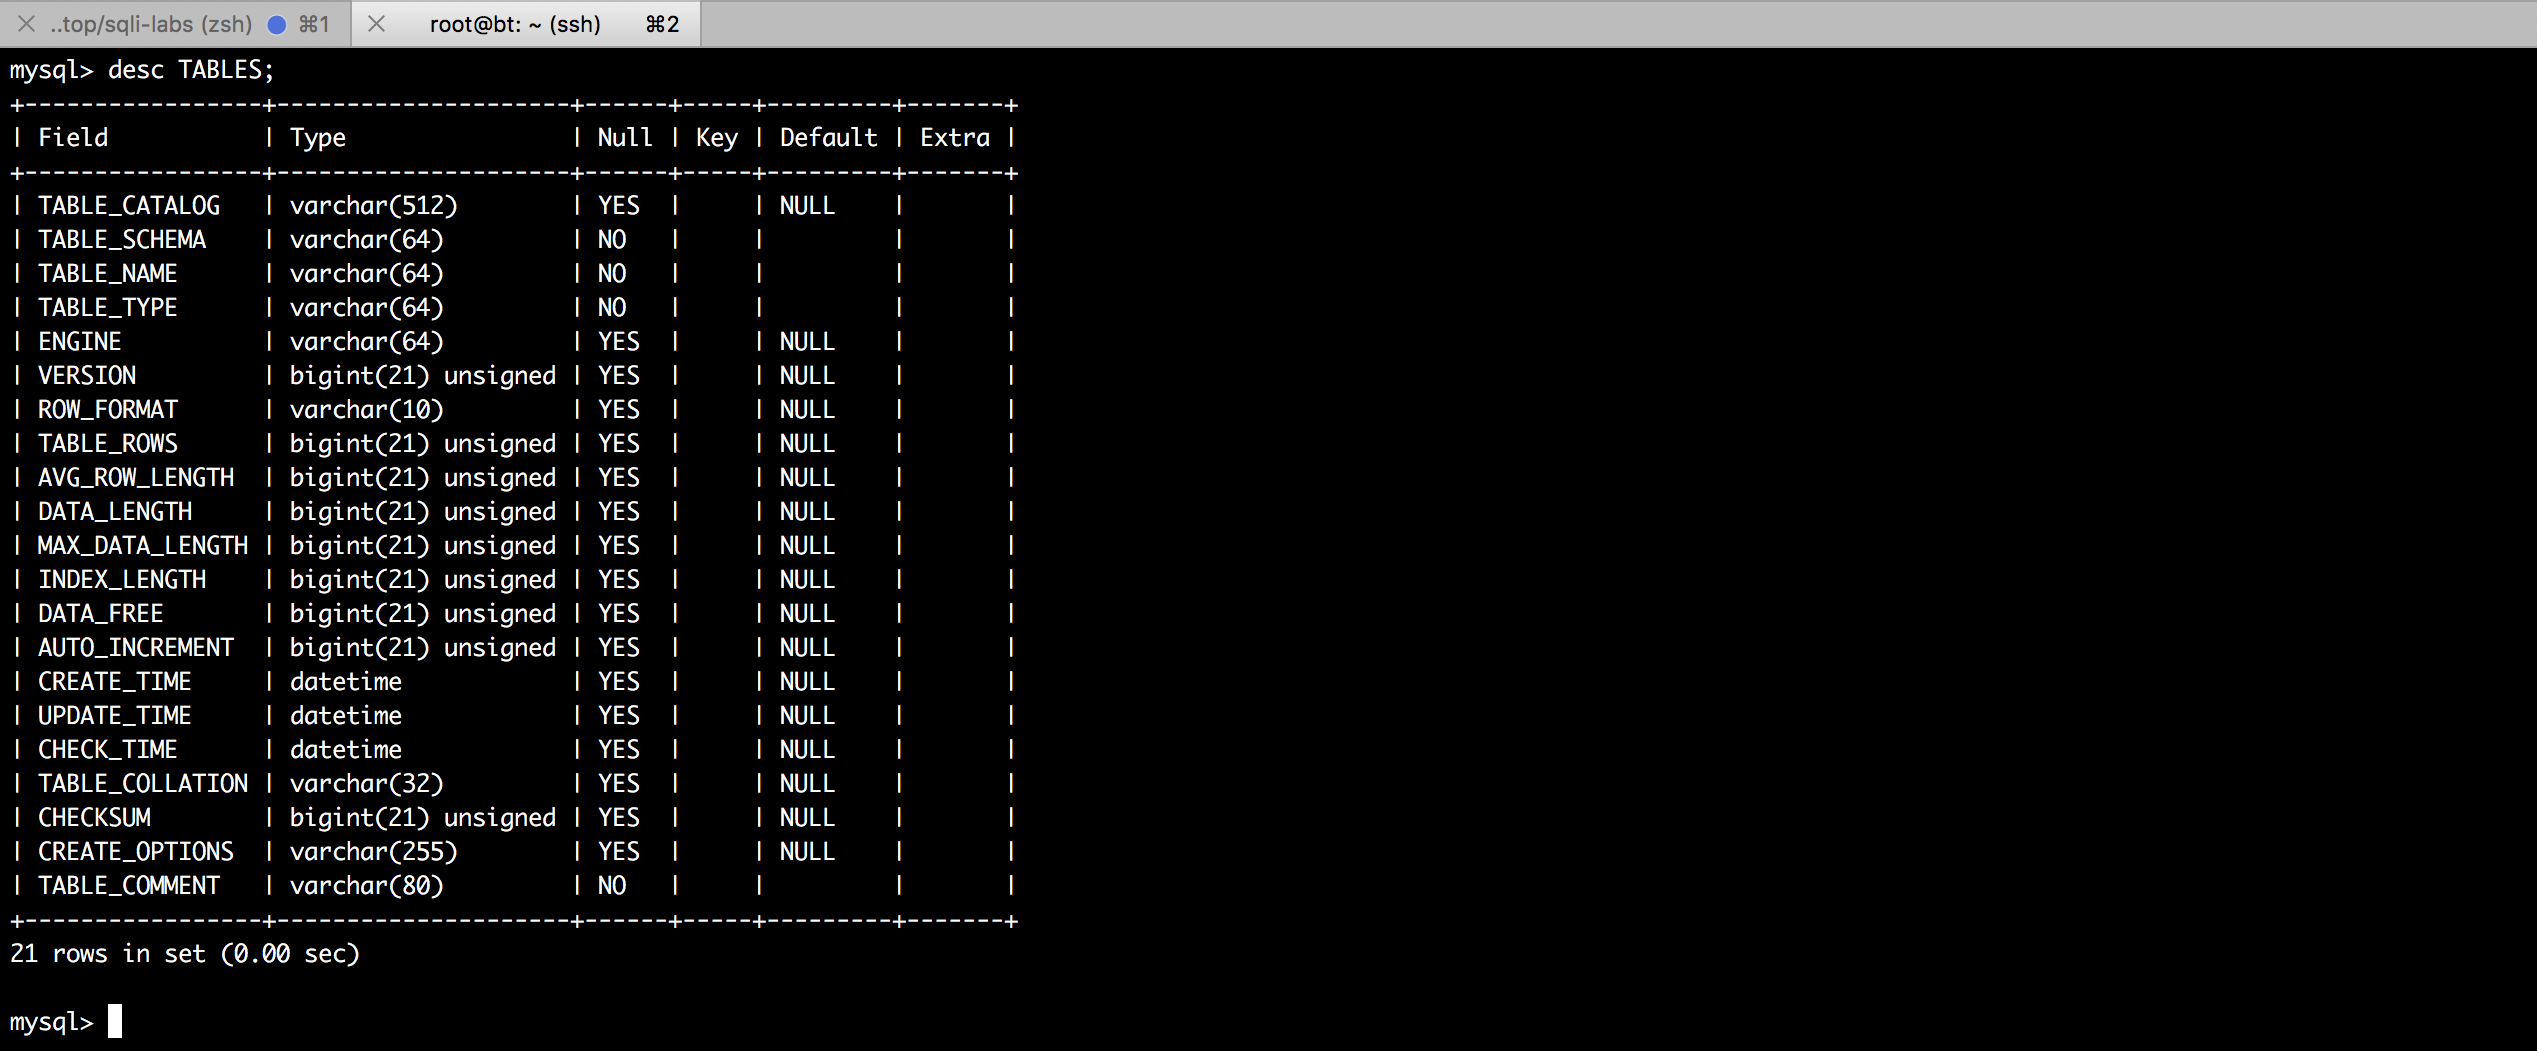 ..top/sqli-labs (zsh) ⌘1 root@bt: ~ (ssh) ⌘2
mysql> desc TABLES;
+-----------------+---------------------+------+-----+---------+-------+
| Field           | Type                | Null | Key | Default | Extra |
+-----------------+---------------------+------+-----+---------+-------+
| TABLE_CATALOG   | varchar(512)        | YES  |     | NULL    |       |
| TABLE_SCHEMA    | varchar(64)         | NO   |     |         |       |
| TABLE_NAME      | varchar(64)         | NO   |     |         |       |
| TABLE_TYPE      | varchar(64)         | NO   |     |         |       |
| ENGINE          | varchar(64)         | YES  |     | NULL    |       |
| VERSION         | bigint(21) unsigned | YES  |     | NULL    |       |
| ROW_FORMAT      | varchar(10)         | YES  |     | NULL    |       |
| TABLE_ROWS      | bigint(21) unsigned | YES  |     | NULL    |       |
| AVG_ROW_LENGTH  | bigint(21) unsigned | YES  |     | NULL    |       |
| DATA_LENGTH     | bigint(21) unsigned | YES  |     | NULL    |       |
| MAX_DATA_LENGTH | bigint(21) unsigned | YES  |     | NULL    |       |
| INDEX_LENGTH    | bigint(21) unsigned | YES  |     | NULL    |       |
| DATA_FREE       | bigint(21) unsigned | YES  |     | NULL    |       |
| AUTO_INCREMENT  | bigint(21) unsigned | YES  |     | NULL    |       |
| CREATE_TIME     | datetime            | YES  |     | NULL    |       |
| UPDATE_TIME     | datetime            | YES  |     | NULL    |       |
| CHECK_TIME      | datetime            | YES  |     | NULL    |       |
| TABLE_COLLATION | varchar(32)         | YES  |     | NULL    |       |
| CHECKSUM        | bigint(21) unsigned | YES  |     | NULL    |       |
| CREATE_OPTIONS  | varchar(255)        | YES  |     | NULL    |       |
| TABLE_COMMENT   | varchar(80)         | NO   |     |         |       |
+-----------------+---------------------+------+-----+---------+-------+
21 rows in set (0.00 sec)
mysql>